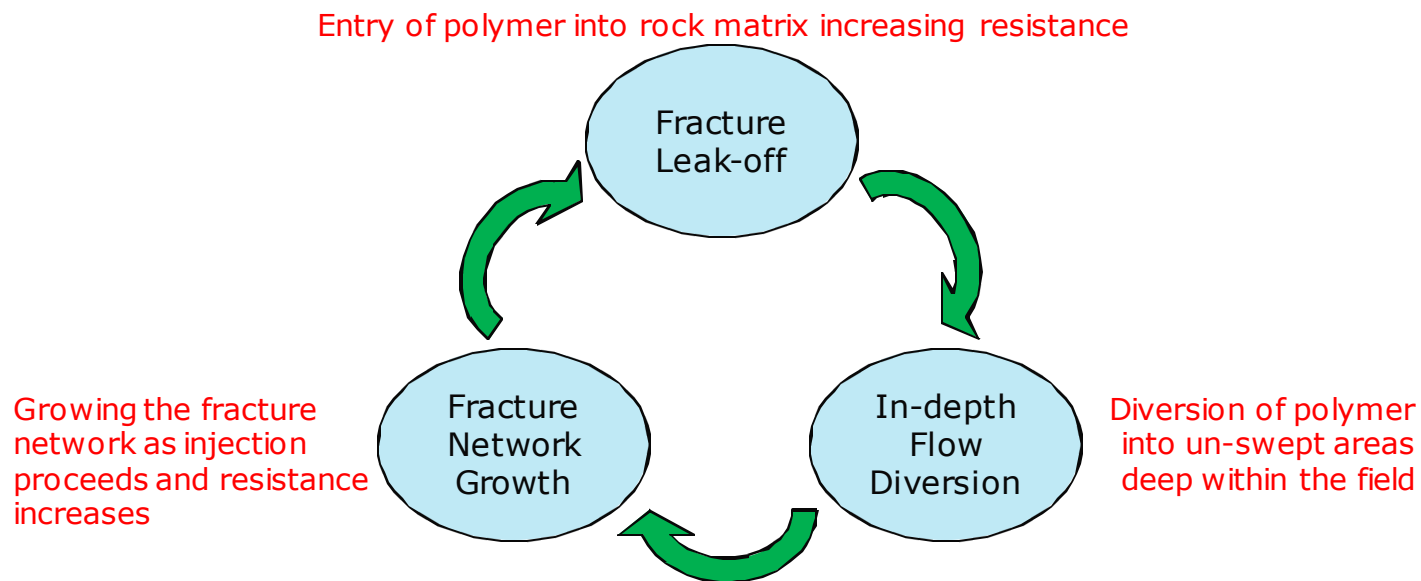 Entry of polymer into rock matrix increasing resistance
Fracture
Leak-off
Growing the fracture
network as injection
proceeds and resistance
increases
Fracture
Network
Growth
In-depth
Flow
Diversion
Diversion of polymer
into un-swept areas
deep within the field